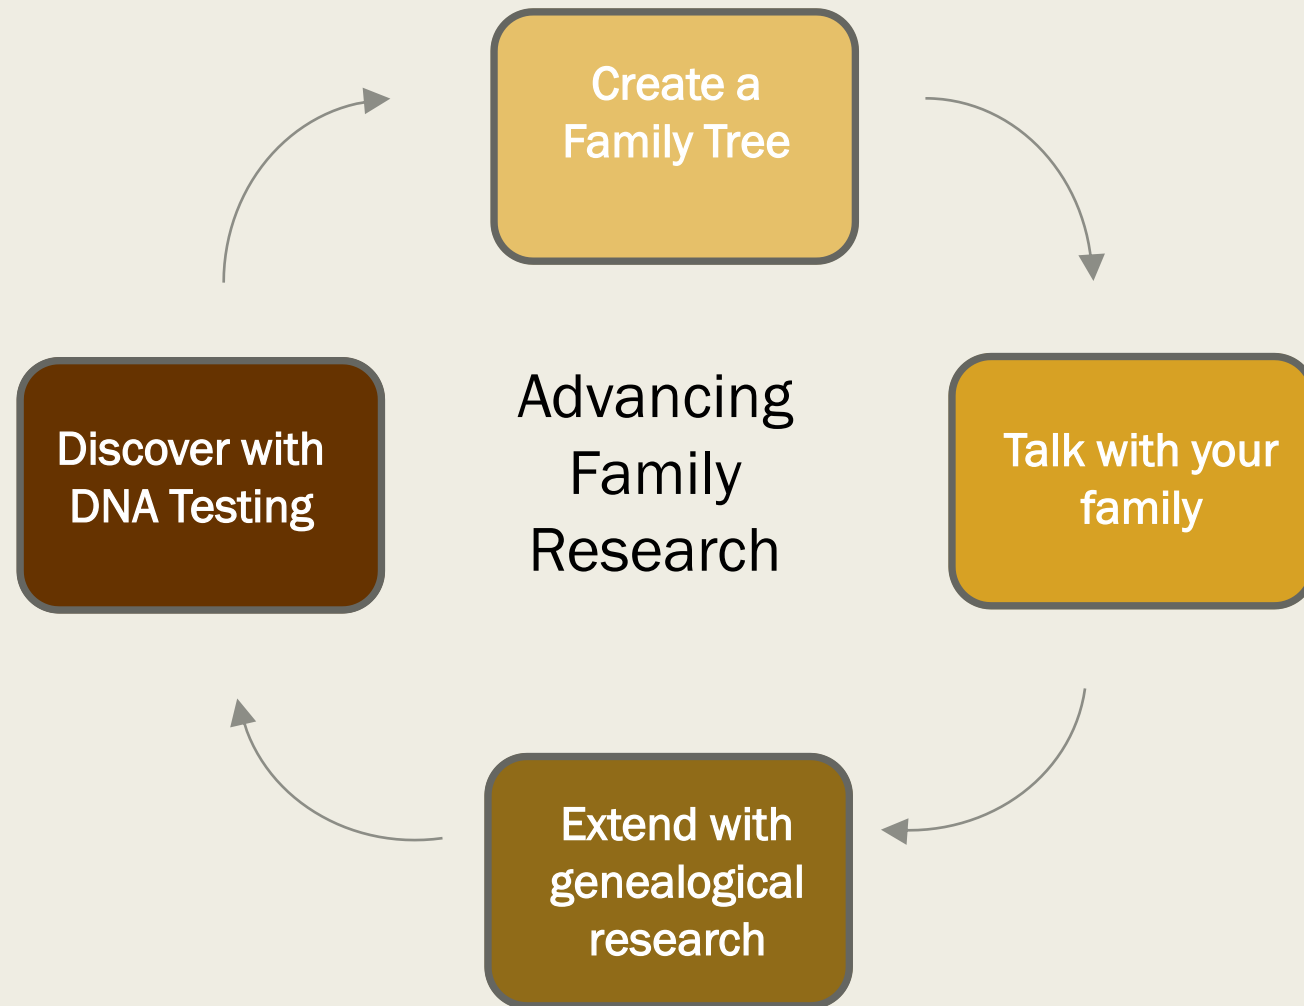 Create a
Family Tree
Discover with
DNA Testing
Advancing
Family
Research
Talk with your
family
Extend with
genealogical
research